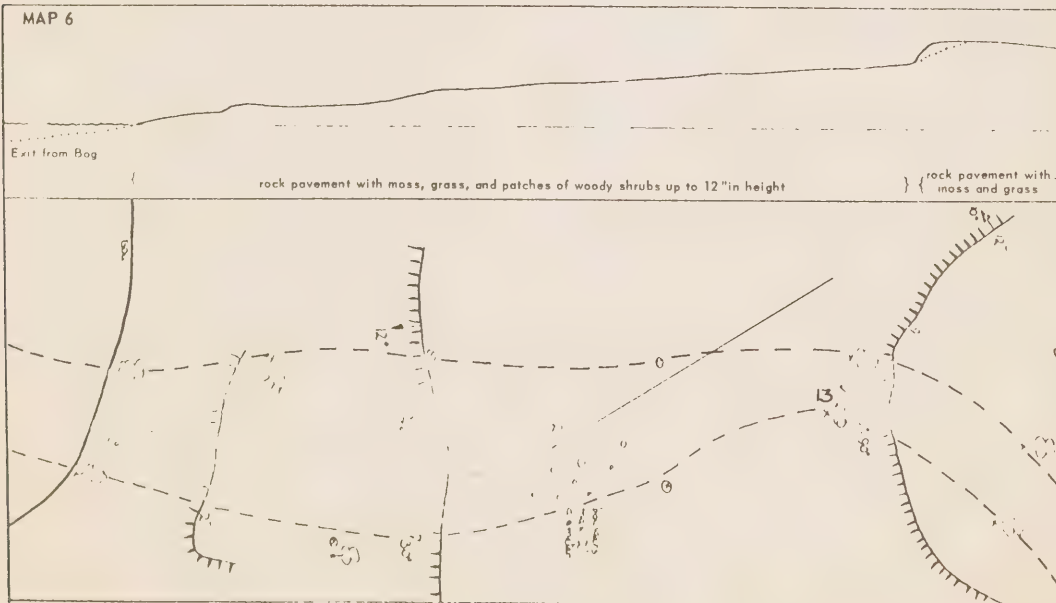 MAP 6
Exit from Bog
rock pavement with moss, grass, and patches of woody shrubs up to 12" in height
rock pavement with
moss and grass
12'
13